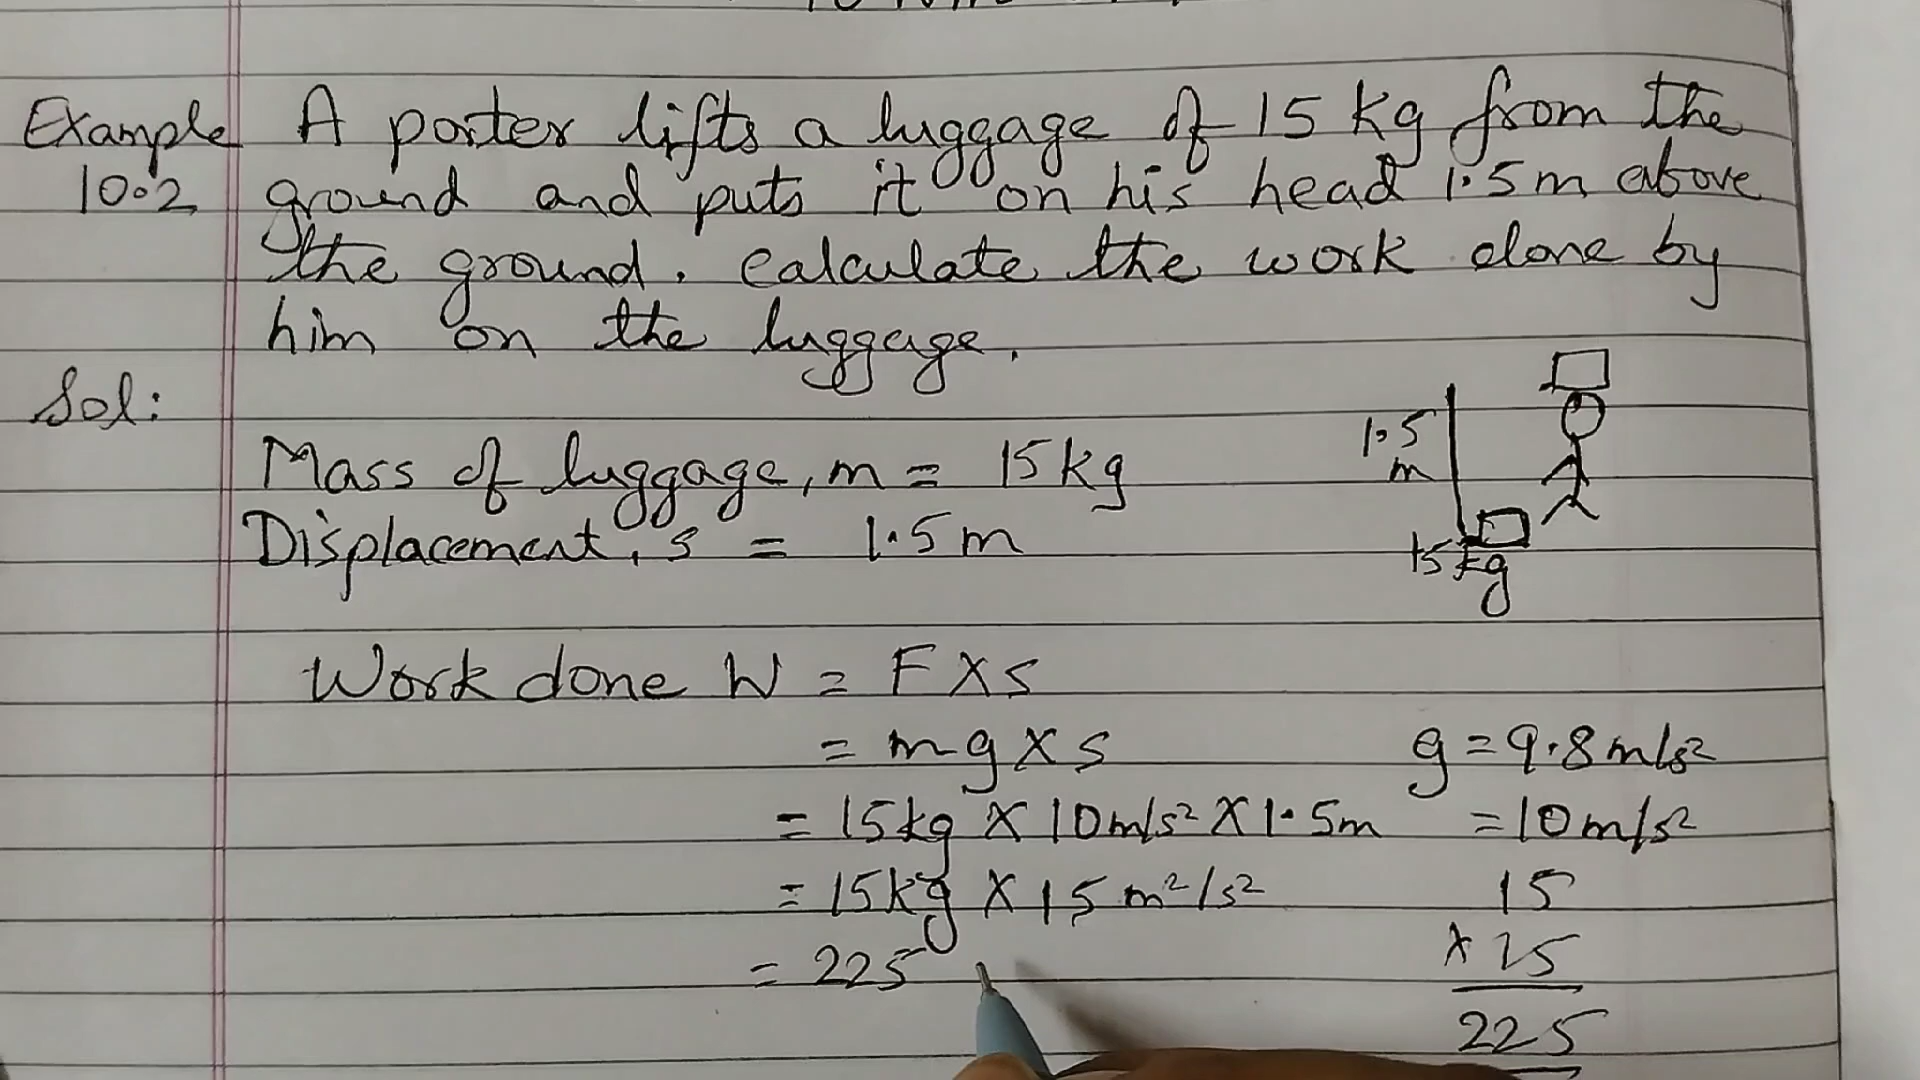 Example A porter lifts a luggage of 15 kg from the
10.2 ground and puts it on his head 1.5 m above
the ground. Calculate the work done by
him on the luggage.
Sol:
Mass of luggage, m = 15 kg
Displacement, s = 1.5 m
1.5
m
15 kg
Work done W = F X s
= m g X s
= 15 kg X 10 m/s² X 1.5m
= 15 kg X 15 m²/s²
= 225
g = 9.8 m/s²
= 10 m/s²
15
X 15
225